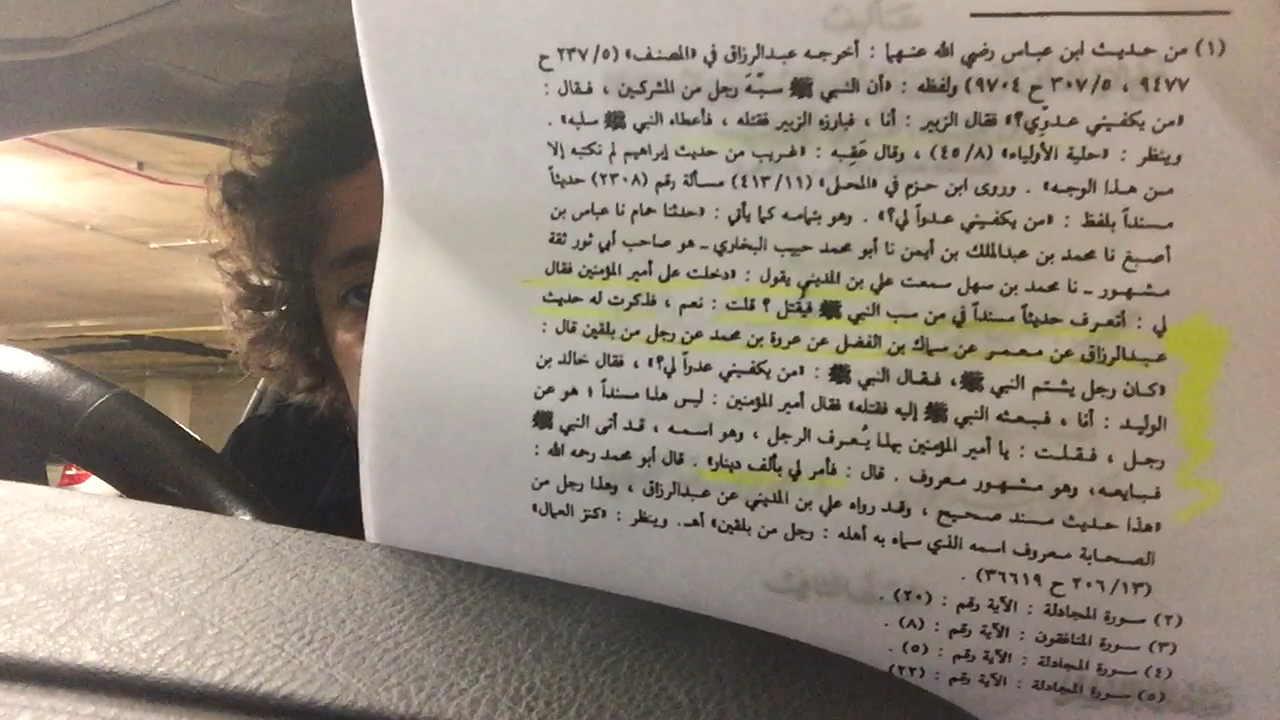 (١) من حديث ابن عباس رضي الله عنهما : أخرجه عبدالرزاق في «المصنف» (٥/ ٢٣٧ ح
٩٤٧٧ ، ٥/ ٣٠٧ ح ٩٧٠٤) ولفظه : «أن النبي ﷺ سبّه رجل من المشركين ، فقال :
«من يكفيني عدوّي؟» فقال الزبير : أنا ، فبارزه الزبير فقتله ، فأعطاه النبي ﷺ سلبه» .
وينظر : «حلية الأولياء» (٨/ ٤٥) ، وقال عَقِبه : «غريب من حديث إبراهيم لم نكتبه إلا
من هذا الوجه» . وروى ابن حزم في «المحلى» (١١/ ٤١٣) مسألة رقم (٢٣٠٨) حديثاً
مسنداً بلفظ : «من يكفيني عدواً لي؟» . وهو بتمامه كما يأتي : «حدثنا حمام نا عباس بن
أصبغ نا محمد بن عبدالملك بن أيمن نا أبو محمد حبيب البخاري ـ هو صاحب أبي ثور ثقة
مشهور ـ نا محمد بن سهل سمعت علي بن المديني يقول : «دخلت على أمير المؤمنين فقال
لي : أتعرف حديثاً مسنداً في من سب النبي ﷺ فيُقتل ؟ قلت : نعم ، فذكرت له حديث
عبدالرزاق عن معمر عن سماك بن الفضل عن عروة بن محمد عن رجل من بلقين قال :
«كان رجل يشتم النبي ﷺ، فقال النبي ﷺ : «من يكفيني عدواً لي؟» ، فقال خالد بن
الوليد : أنا ، فبعثه النبي ﷺ إليه فقتله» فقال أمير المؤمنين : ليس هذا مسنداً ؛ هو عن
رجل ، فقلت : يا أمير المؤمنين بهذا يُعرف الرجل ، وهو اسمه ، قد أتى النبي ﷺ
فبايعه، وهو مشهور معروف . قال : فأمر لي بألف دينار» . قال أبو محمد رحمه الله :
«هذا حديث مسند صحيح ، وقد رواه علي بن المديني عن عبدالرزاق ، وهذا رجل من
الصحابة معروف اسمه الذي سماه به أهله : رجل من بلقين» أهـ. وينظر : «كنز العمال»
(١٣/ ٢٠٦ ح ٣٦٦١٩) .
(٢) سورة المجادلة : الآية رقم : (٢٠) .
(٣) سورة المنافقون : الآية رقم : (٨) .
(٤) سورة المجادلة : الآية رقم : (٥) .
(٥) سورة المجادلة : الآية رقم : (٢٢)